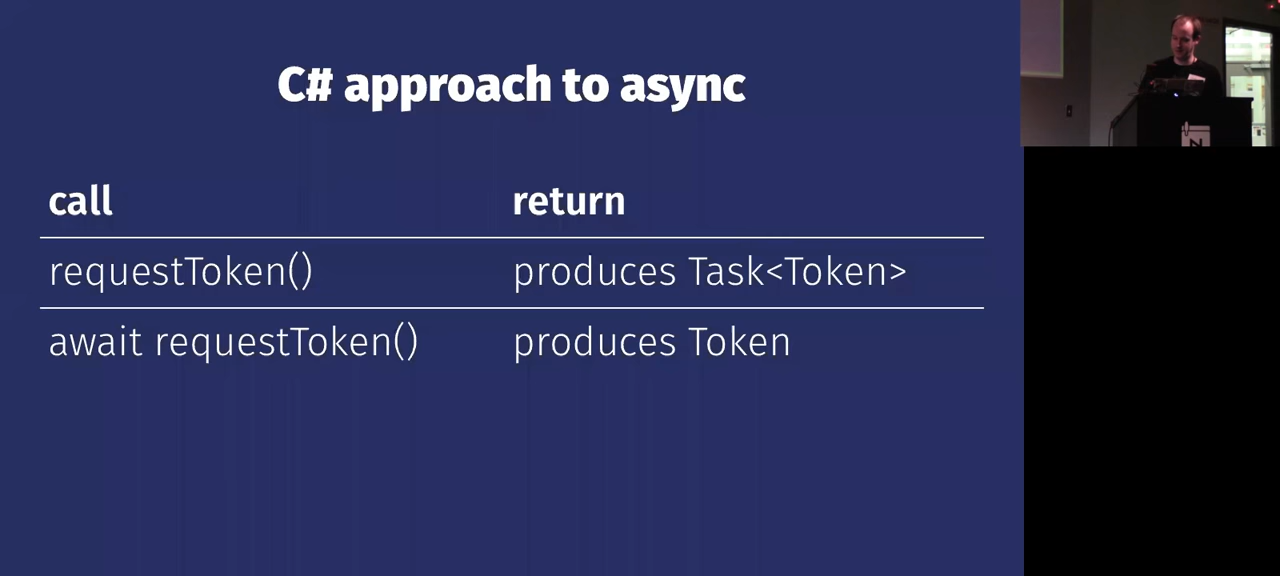 C# approach to async
call return
requestToken() produces Task<Token>
await requestToken() produces Token
N